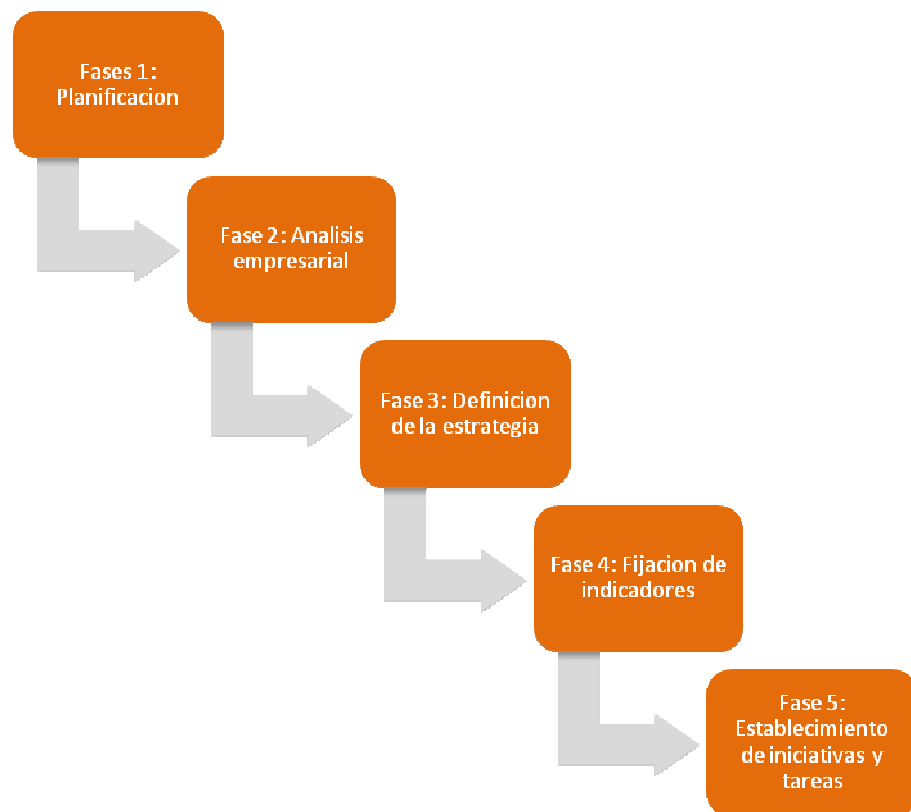 Fases 1:
Planificacion
Fase 2: Analisis
empresarial
Fase 3: Definicion
de la estrategia
Fase 4: Fijacion de
indicadores
Fase 5:
Establecimiento
de iniciativas y
tareas